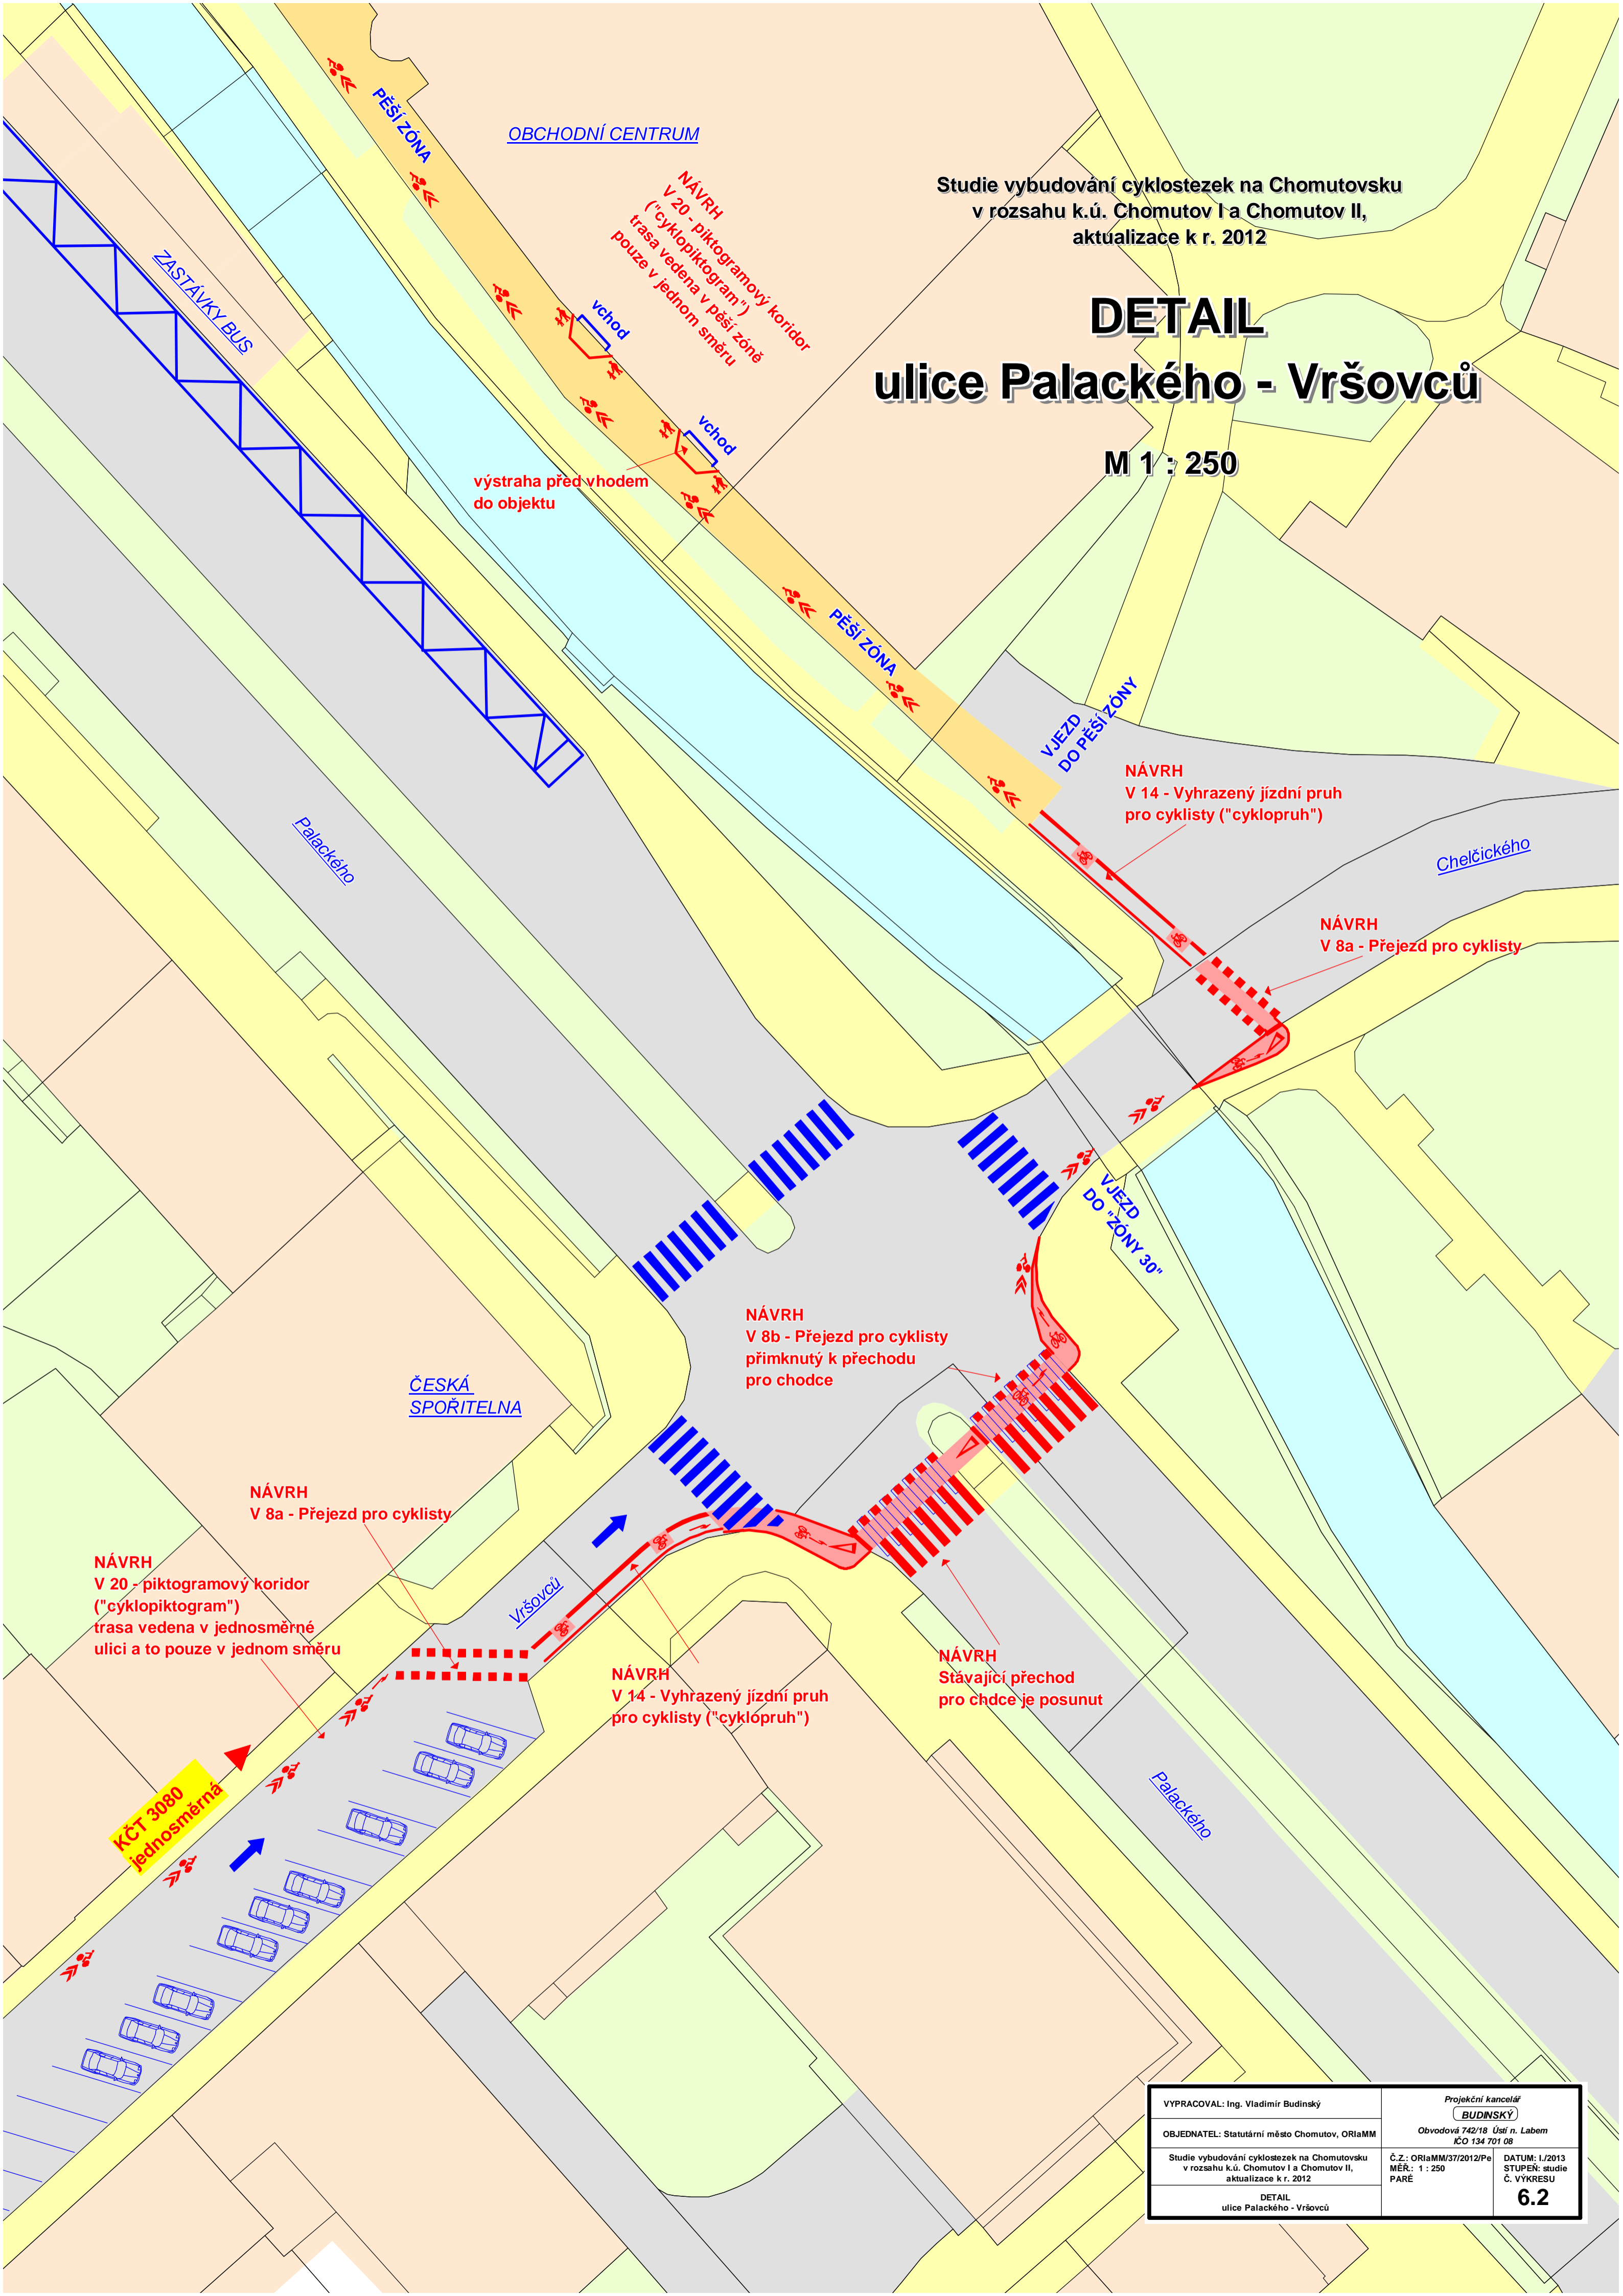 PĚŠÍ ZÓNA
OBCHODNÍ CENTRUM
Studie vybudování cyklostezek na Chomutovsku
v rozsahu k.ú. Chomutov I a Chomutov II,
aktualizace k r. 2012
DETAIL
ulice Palackého - Vršovců
M 1 : 250
NÁVRH
V 20 - piktogramový koridor
("cyklopiktogram")
trasa vedena v pěší zóně
pouze v jednom směru
ZASTÁVKY BUS
vchod
vchod
výstraha před vhodem
do objektu
PĚŠÍ ZÓNA
VJEZD
DO PĚŠÍ ZÓNY
NÁVRH
V 14 - Vyhrazený jízdní pruh
pro cyklisty ("cyklopruh")
Palackého
Chelčického
NÁVRH
V 8a - Přejezd pro cyklisty
VJEZD
DO "ZÓNY 30"
NÁVRH
V 8b - Přejezd pro cyklisty
přimknutý k přechodu
pro chodce
ČESKÁ
SPOŘITELNA
NÁVRH
V 8a - Přejezd pro cyklisty
NÁVRH
V 20 - piktogramový koridor
("cyklopiktogram")
trasa vedena v jednosměrné
ulici a to pouze v jednom směru
Vršovců
NÁVRH
V 14 - Vyhrazený jízdní pruh
pro cyklisty ("cyklopruh")
NÁVRH
Stávající přechod
pro chdce je posunut
KČT 3080
jednosměrná
Palackého
VYPRACOVAL: Ing. Vladimír Budinský
OBJEDNATEL: Statutární město Chomutov, ORIaMM
Studie vybudování cyklostezek na Chomutovsku
v rozsahu k.ú. Chomutov I a Chomutov II,
aktualizace k r. 2012
DETAIL
ulice Palackého - Vršovců
Projekční kancelář
BUDINSKÝ
Obvodová 742/18 Ústí n. Labem
IČO 134 701 08
Č.Z.: ORIaMM/37/2012/Pe
MĚŘ.: 1 : 250
PARÉ
DATUM: I./2013
STUPEŇ: studie
Č. VÝKRESU
6.2